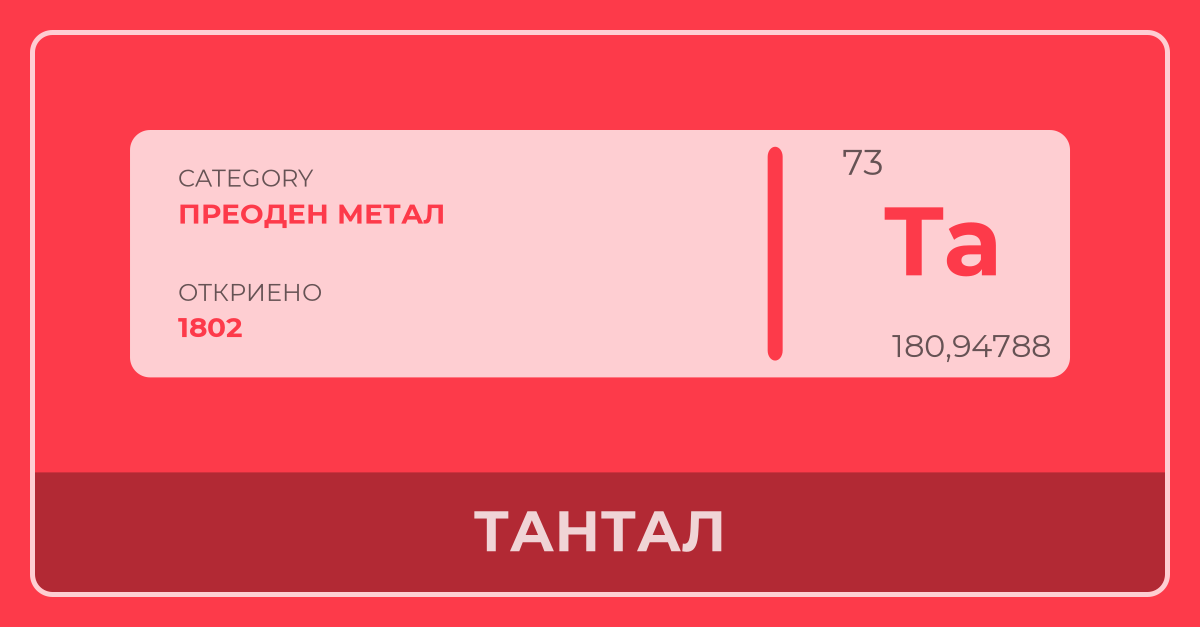 CATEGORY
ПРЕОДЕН МЕТАЛ
ОТКРИЕНО
1802
73
Ta
180,94788
ТАНТАЛ